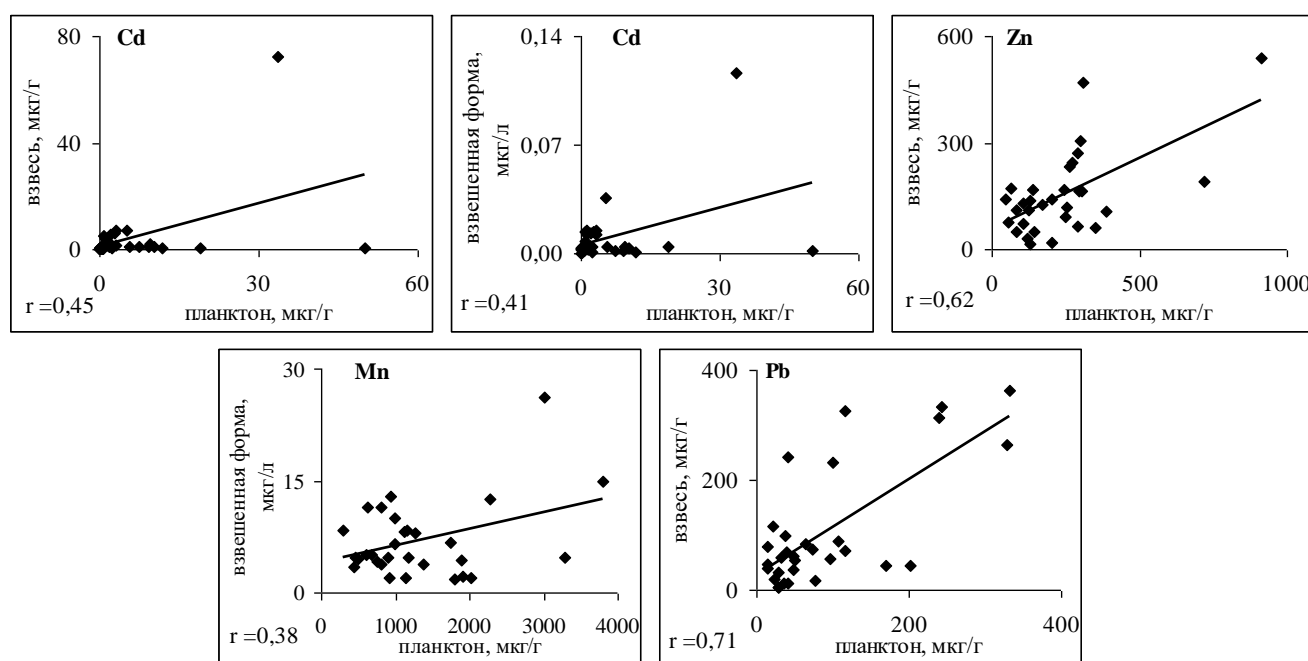 Cd
взвесь, мкг/г
80
40
0
0
30
60
r =0,45
планктон, мкг/г
Cd
взвешенная форма,
мкг/л
0,14
0,07
0,00
0
30
60
r =0,41
планктон, мкг/г
Zn
взвесь, мкг/г
600
300
0
0
500
1000
r =0,62
планктон, мкг/г
Mn
взвешенная форма,
мкг/л
30
15
0
0
1000
2000
3000
4000
r =0,38
планктон, мкг/г
Pb
взвесь, мкг/г
400
200
0
0
200
400
r =0,71
планктон, мкг/г